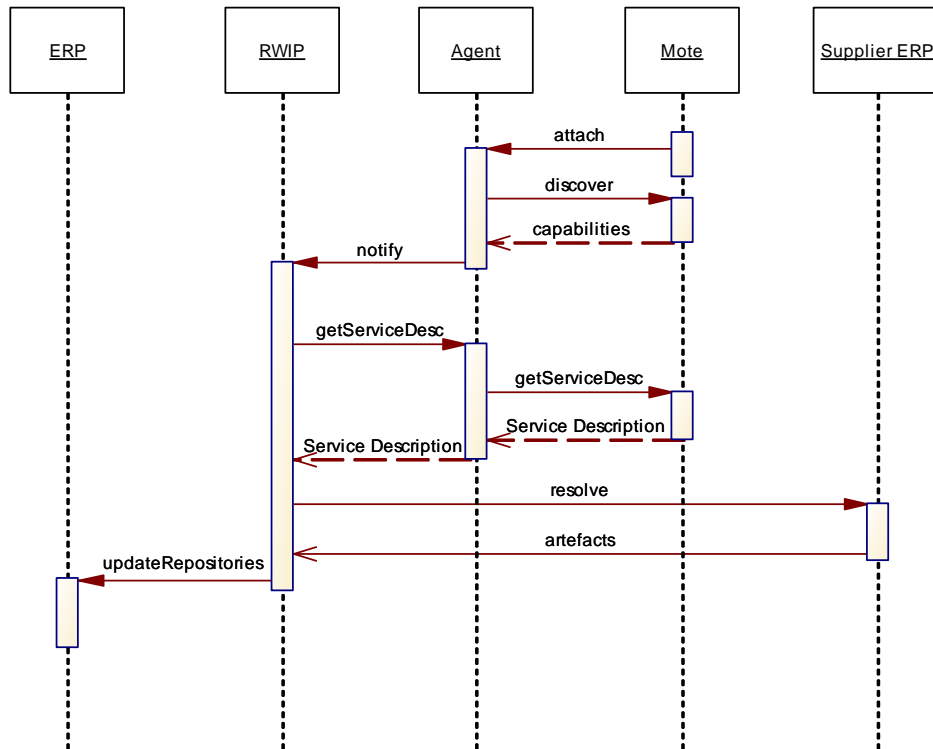 ERP
RWIP
Agent
Mote
Supplier ERP
attach
discover
capabilities
notify
getServiceDesc
getServiceDesc
Service Description
Service Description
resolve
artefacts
updateRepositories